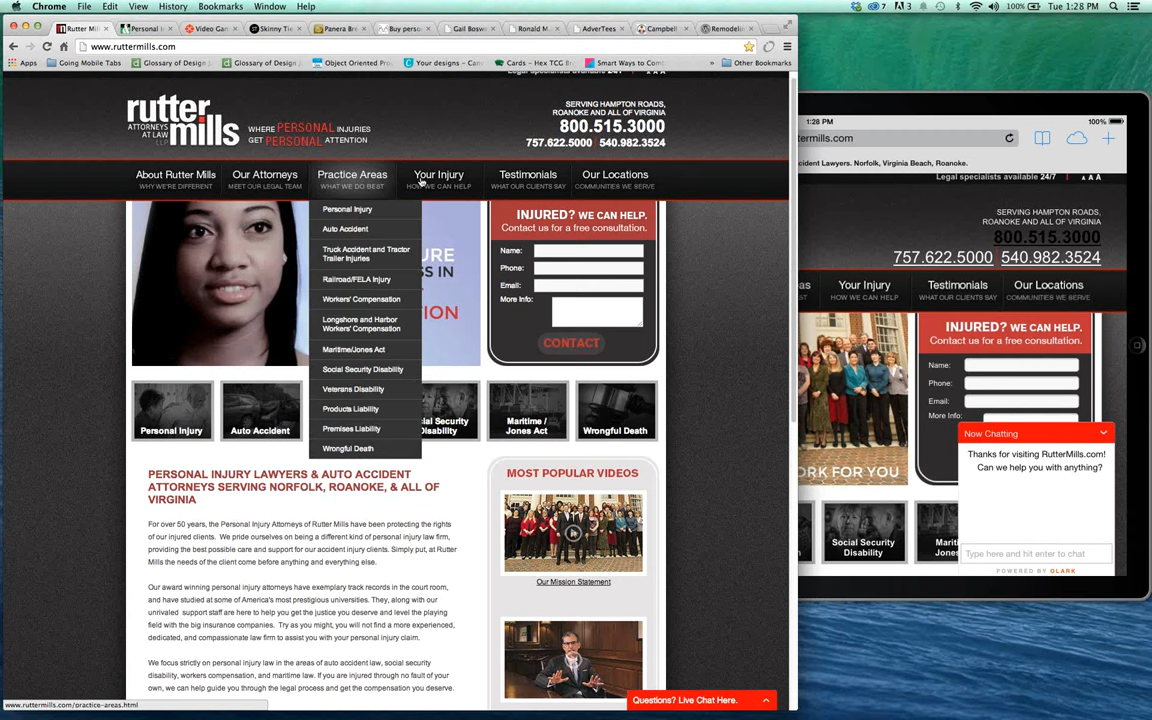 Chrome File Edit View History Bookmarks Window Help
7 3 100% Tue 1:28 PM
Rutter Mil Personal I Video Ga Skinny Tie Panera Br Buy perso Gail Bosw Ronald M AdverTees Campbell Remodelin
www.ruttermills.com
Apps Going Mobile Tabs Glossary of Design Glossary of Design Object Oriented Pro Your designs – Can Cards – Hex TCG Br Smart Ways to Com » Other Bookmarks
Legal specialists available 24/7 | A A A
rutter mills
ATTORNEYS
AT LAW
LLP
WHERE PERSONAL INJURIES
GET PERSONAL ATTENTION
SERVING HAMPTON ROADS,
ROANOKE AND ALL OF VIRGINIA
800.515.3000
757.622.5000 | 540.982.3524
About Rutter Mills Our Attorneys Practice Areas Your Injury Testimonials Our Locations
WHY WE'RE DIFFERENT MEET OUR LEGAL TEAM WHAT WE DO BEST HOW WE CAN HELP WHAT OUR CLIENTS SAY COMMUNITIES WE SERVE
Personal Injury
Auto Accident
Truck Accident and Tractor
Trailer Injuries
Railroad/FELA Injury
Workers' Compensation
Longshore and Harbor
Workers' Compensation
Maritime/Jones Act
Social Security Disability
Veterans Disability
Products Liability
Premises Liability
Wrongful Death
URE
SS IN
TION
INJURED? WE CAN HELP.
Contact us for a free consultation.
Name:
Phone:
Email:
More Info:
CONTACT
Personal Injury
Auto Accident
ial Security
Disability
Maritime /
Jones Act
Wrongful Death
PERSONAL INJURY LAWYERS & AUTO ACCIDENT
ATTORNEYS SERVING NORFOLK, ROANOKE, & ALL OF
VIRGINIA
For over 50 years, the Personal Injury Attorneys of Rutter Mills have been protecting the rights
of our injured clients. We pride ourselves on being a different kind of personal injury law firm,
providing the best possible care and support for our accident injury clients. Simply put, at Rutter
Mills the needs of the client come before anything and everything else.
Our award winning personal injury attorneys have exemplary track records in the court room,
and have studied at some of America's most prestigious universities. They, along with our
unrivaled support staff are here to help you get the justice you deserve and level the playing
field with the big insurance companies. Try as you might, you will not find a more experienced,
dedicated, and compassionate law firm to assist you with your personal injury claim.
We focus strictly on personal injury law in the areas of auto accident law, social security
disability, workers compensation, and maritime law. If you are injured through no fault of your
own, we can help guide you through the legal process and get the compensation you deserve.
MOST POPULAR VIDEOS
Our Mission Statement
Questions? Live Chat Here.
www.ruttermills.com/practice-areas.html
1:28 PM 100%
termills.com
cident Lawyers. Norfolk, Virginia Beach, Roanoke.
Legal specialists available 24/7 | A A A
SERVING HAMPTON ROADS,
ROANOKE AND ALL OF VIRGINIA
800.515.3000
757.622.5000 | 540.982.3524
as Your Injury Testimonials Our Locations
HOW WE CAN HELP WHAT OUR CLIENTS SAY COMMUNITIES WE SERVE
INJURED? WE CAN HELP.
Contact us for a free consultation.
Name:
Phone:
Email:
More Info:
RK FOR YOU
Social Security
Disability
Mariti
Jones
Now Chatting
Thanks for visiting RutterMills.com!
Can we help you with anything?
Type here and hit enter to chat
POWERED BY OLARK